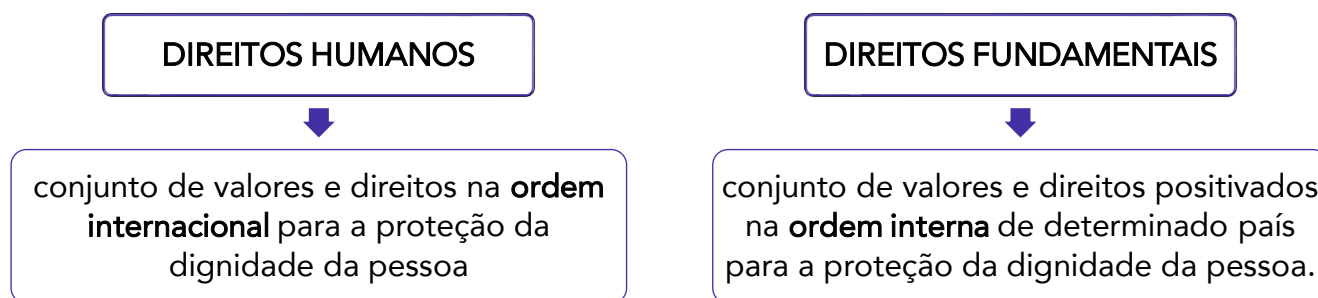 DIREITOS HUMANOS
conjunto de valores e direitos na ordem
internacional para a proteção da
dignidade da pessoa
DIREITOS FUNDAMENTAIS
conjunto de valores e direitos positivados
na ordem interna de determinado país
para a proteção da dignidade da pessoa.